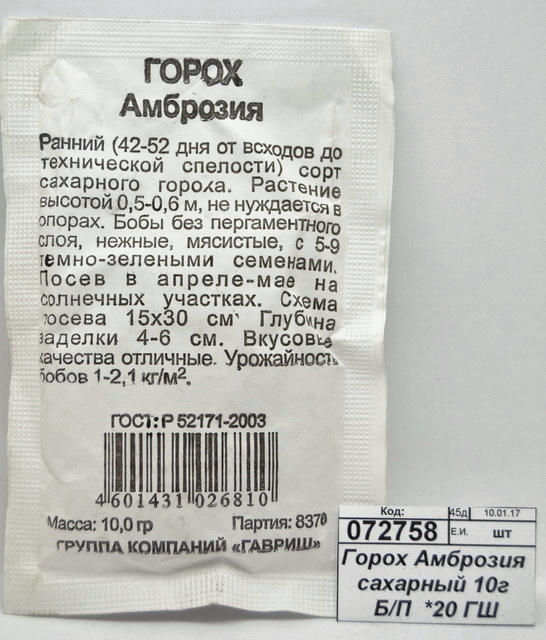 ГОРОХ
Амброзия
Ранний (42-52 дня от всходов до
технической спелости) сорт
сахарного гороха. Растение
высотой 0,5-0,6 м, не нуждается в
опорах. Бобы без пергаментного
слоя, нежные, мясистые, с 5-9
темно-зелеными семенами.
Посев в апреле-мае на
солнечных участках. Схема
посева 15х30 см Глубина
заделки 4-6 см. Вкусовые
качества отличные. Урожайность
бобов 1-2,1 кг/м².
ГОСТ: Р 52171-2003
4 601431 026810
Масса: 10,0 гр Партия: 8370
ГРУППА КОМПАНИЙ «ГАВРИШ»
Код: 45д 10.01.17
072758 Е.И. шт
Горох Амброзия
сахарный 10г
Б/П *20 ГШ